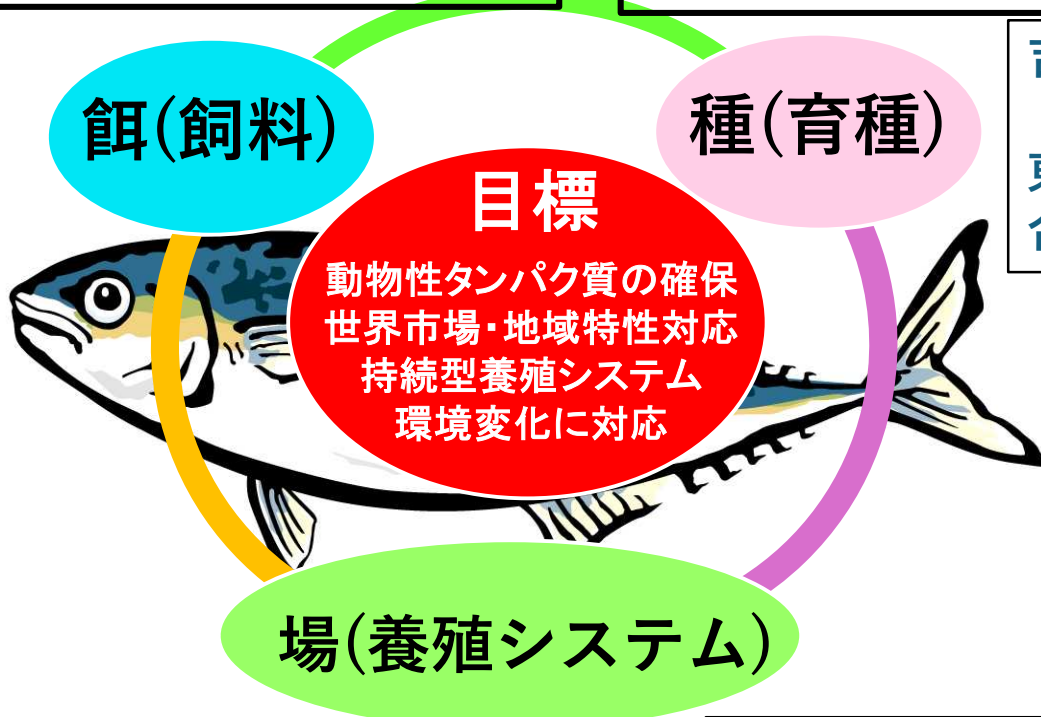 餌(飼料)
種(育種)
目標
動物性タンパク質の確保
世界市場・地域特性対応
持続型養殖システム
環境変化に対応
場(養殖システム)